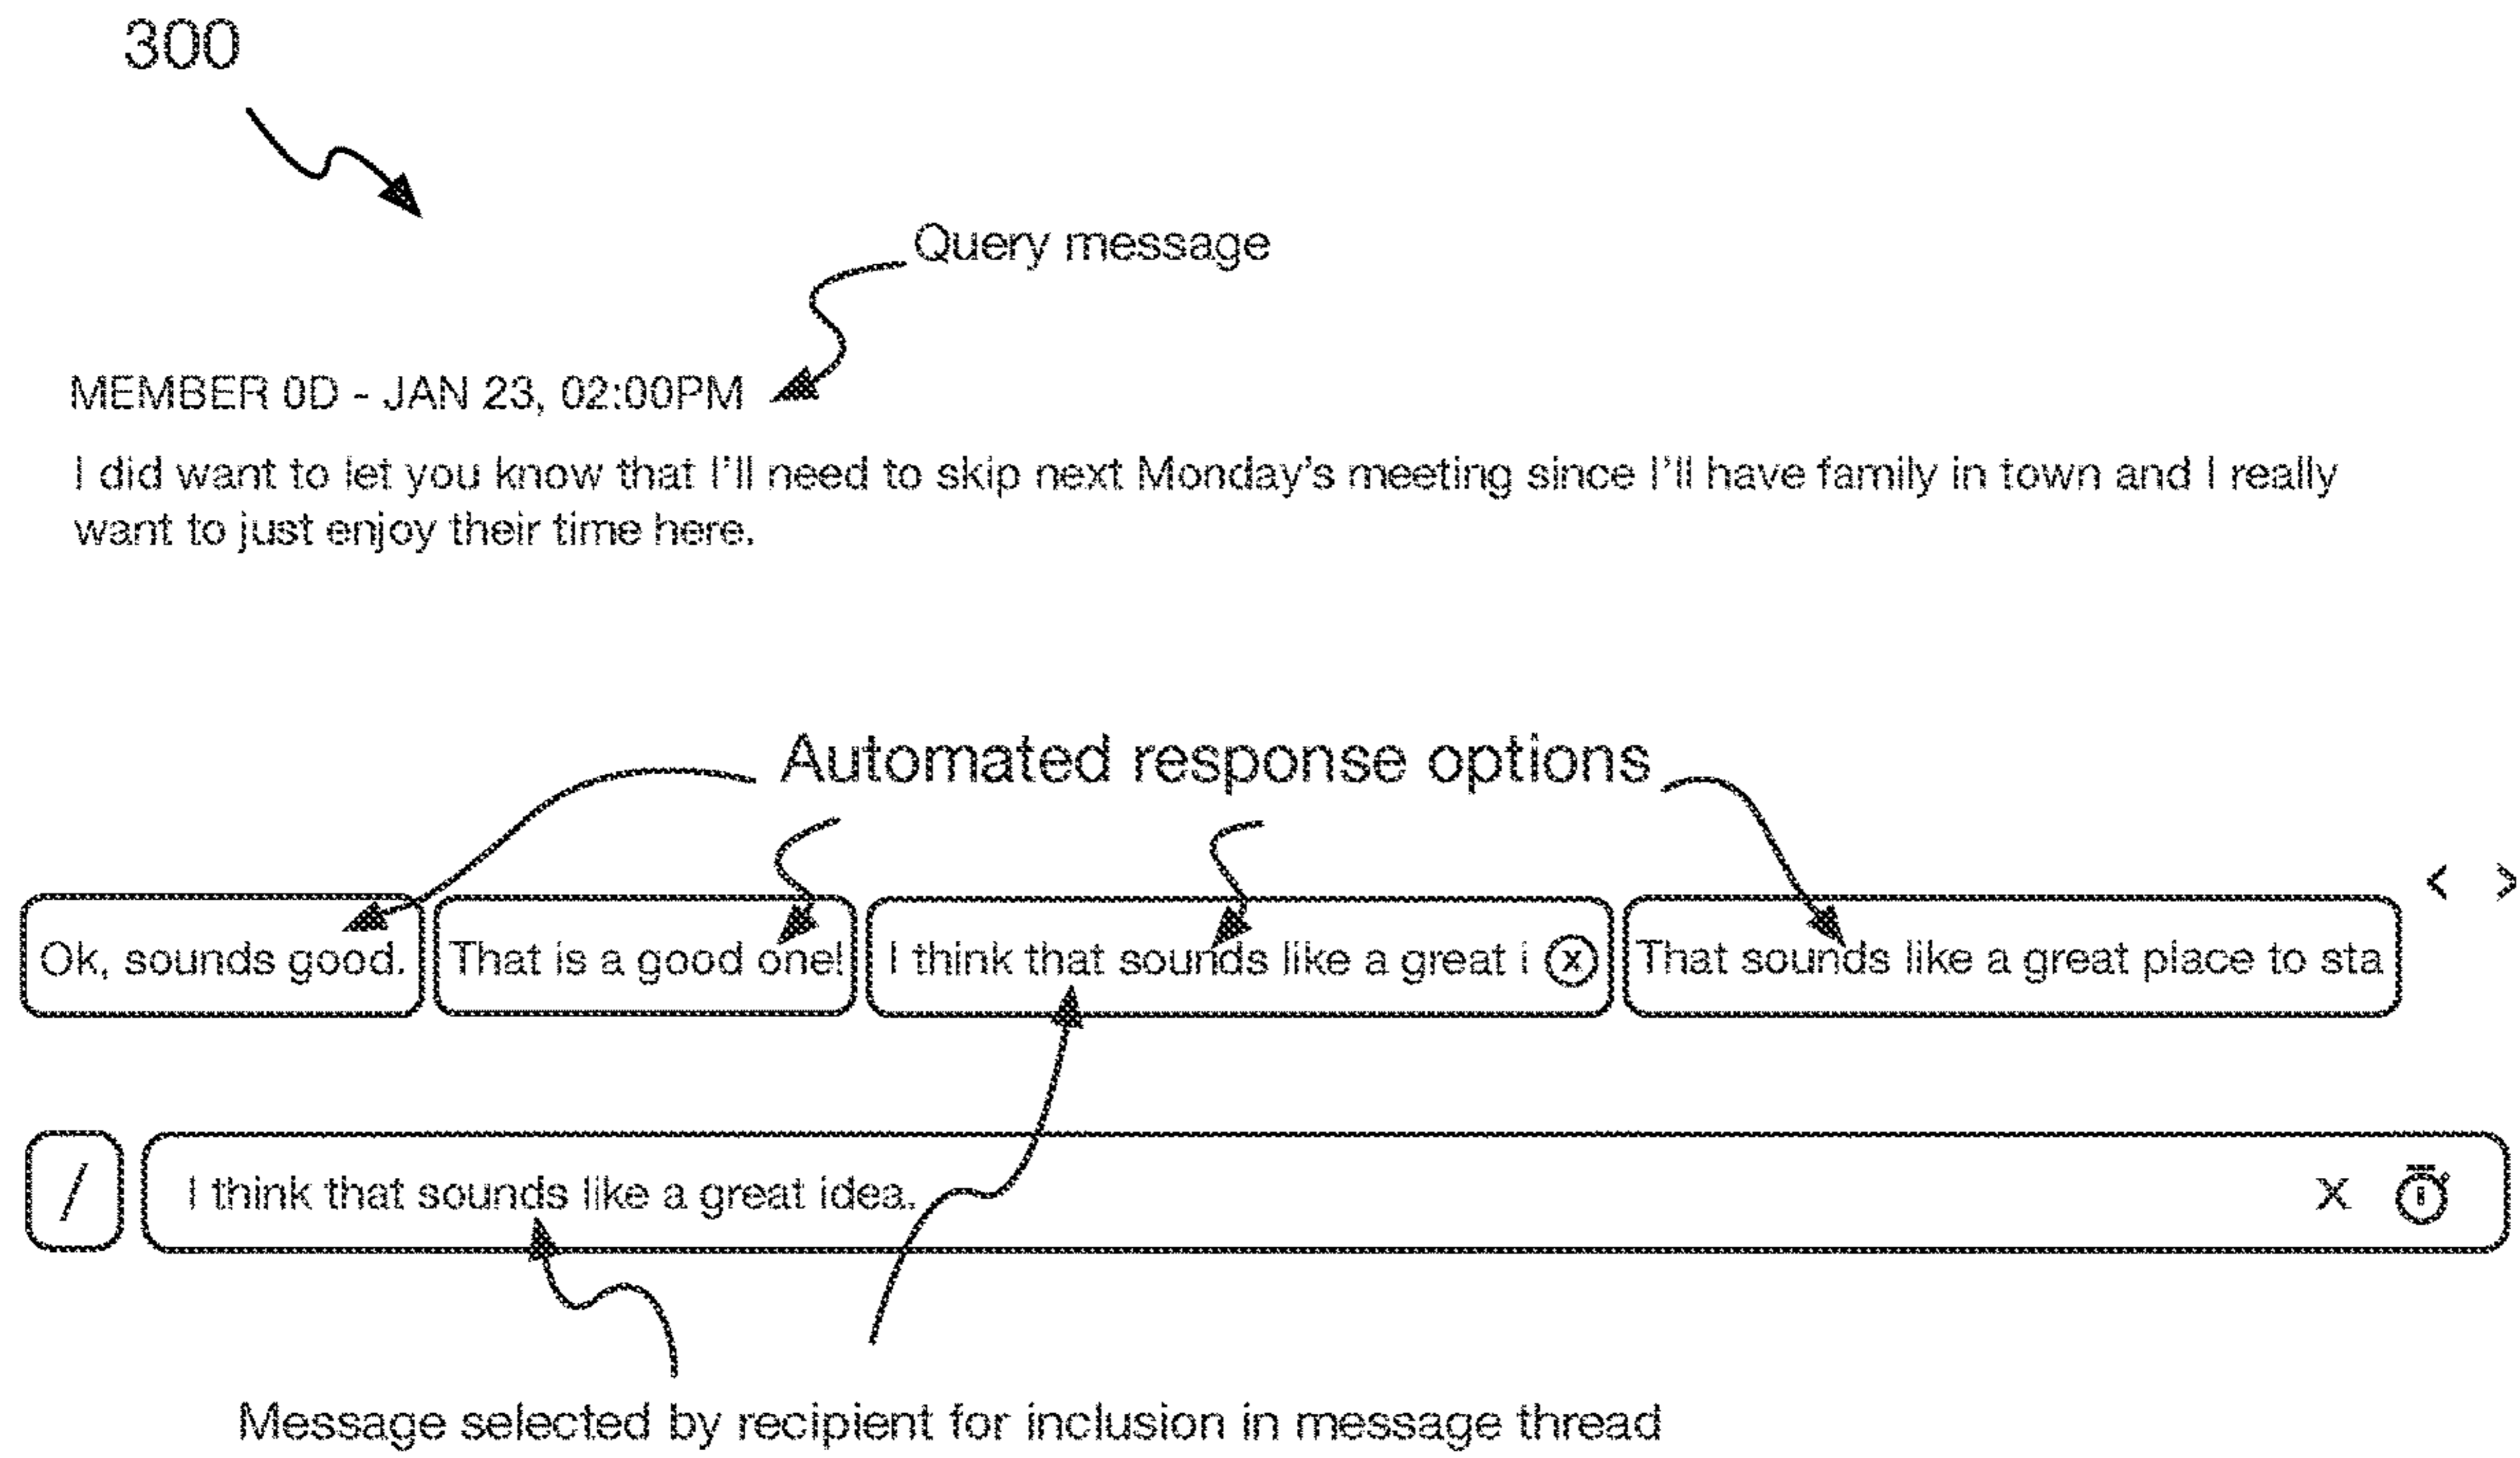 300
Query message
MEMBER 0D - JAN 23, 02:00PM
I did want to let you know that I'll need to skip next Monday's meeting since I'll have family in town and I really
want to just enjoy their time here.
Automated response options
< >
Ok, sounds good.
That is a good one!
I think that sounds like a great i x
That sounds like a great place to sta
/
I think that sounds like a great idea. X
Message selected by recipient for inclusion in message thread